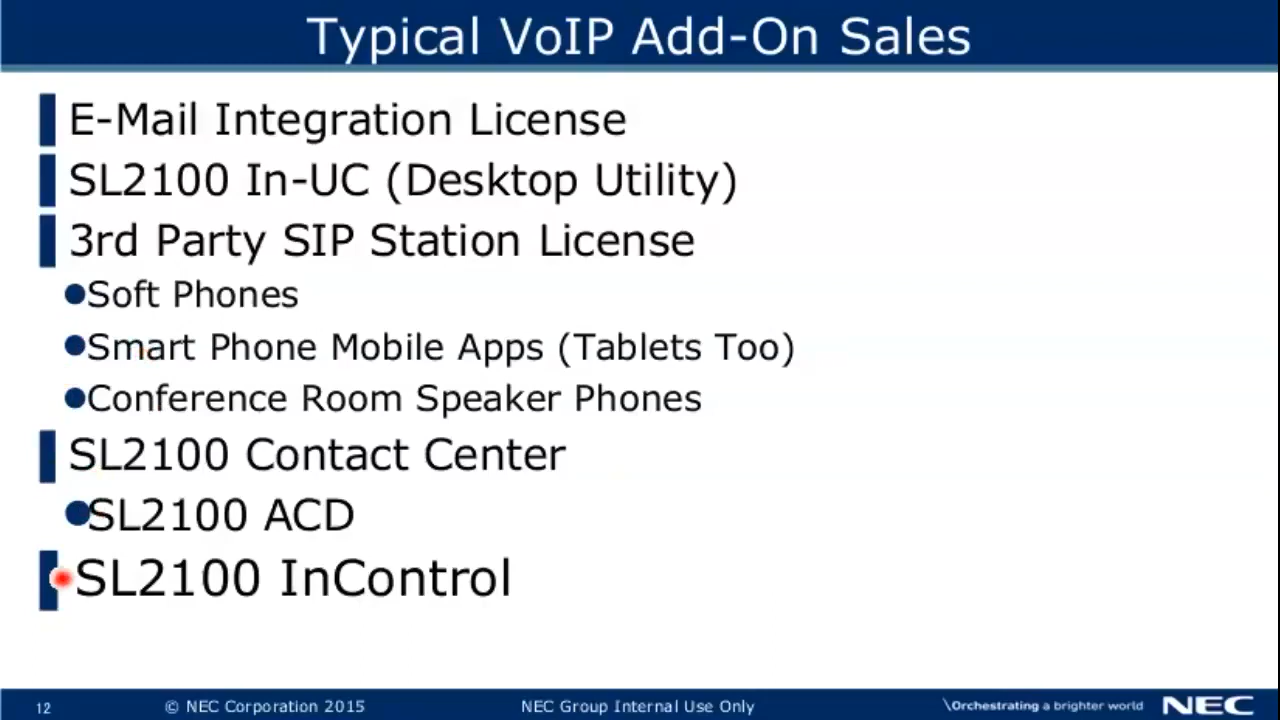 Typical VoIP Add-On Sales
E-Mail Integration License
SL2100 In-UC (Desktop Utility)
3rd Party SIP Station License
Soft Phones
Smart Phone Mobile Apps (Tablets Too)
Conference Room Speaker Phones
SL2100 Contact Center
SL2100 ACD
SL2100 InControl
12 © NEC Corporation 2015 NEC Group Internal Use Only \Orchestrating a brighter world NEC